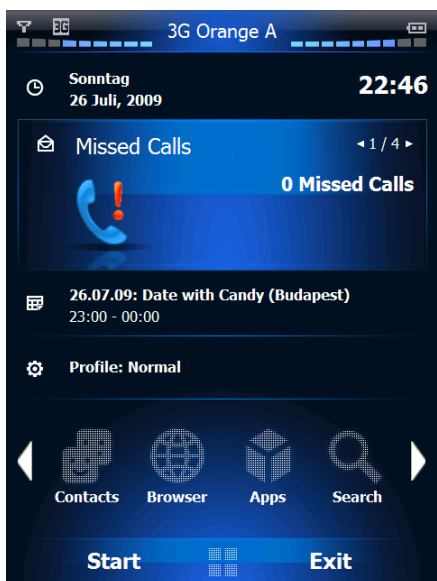 3G
3G Orange A
Sonntag
22:46
26 Juli, 2009
Missed Calls
1 / 4
0 Missed Calls
26.07.09: Date with Candy (Budapest)
23:00 - 00:00
Profile: Normal
Contacts Browser Apps Search
Start Exit